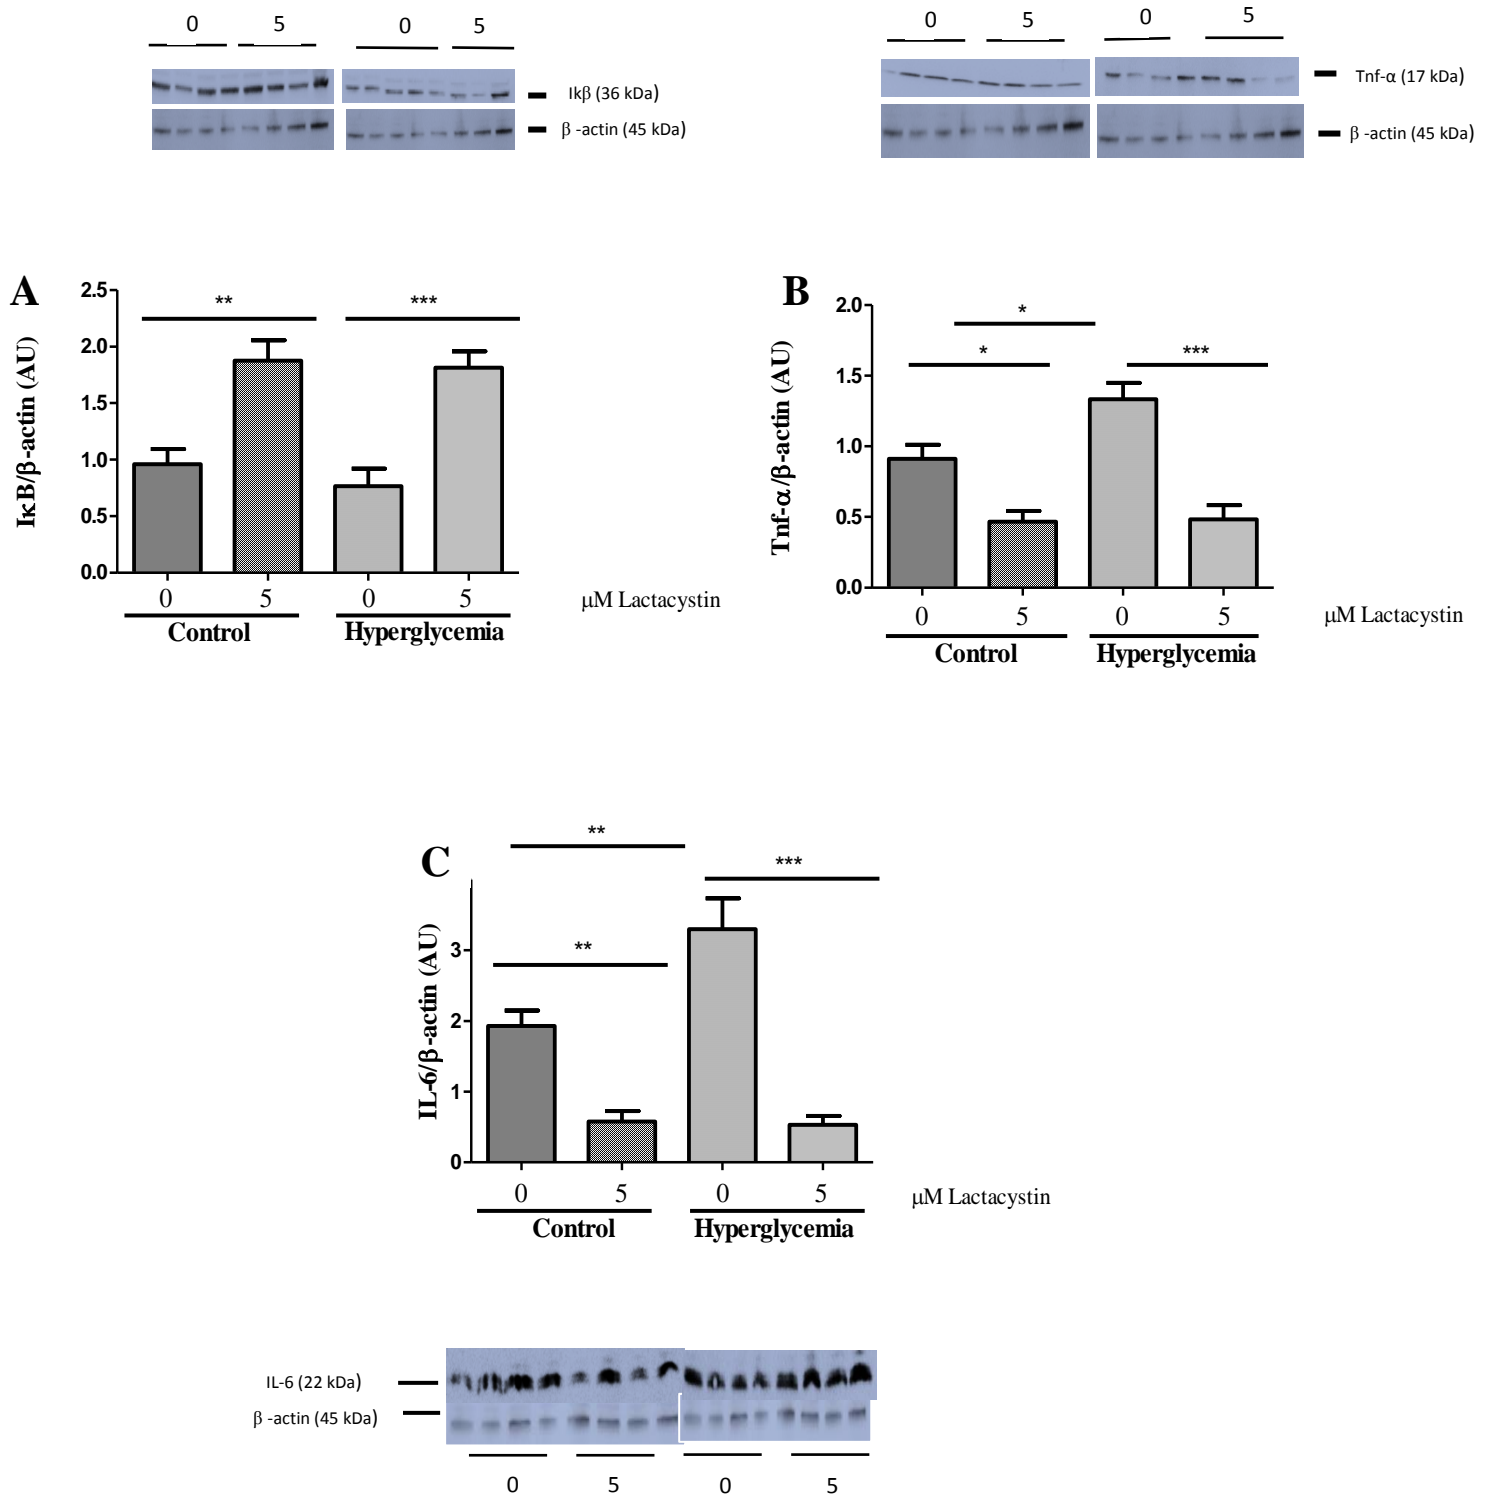 0 5 0 5
Ikβ (36 kDa)
β -actin (45 kDa)
0 5 0 5
Tnf-α (17 kDa)
β -actin (45 kDa)
A
IκB/β-actin (AU)
2.5
2.0
1.5
1.0
0.5
0.0
** ***
0 5 0 5
μM Lactacystin
Control Hyperglycemia
B
Tnf-α/β-actin (AU)
2.0
1.5
1.0
0.5
0.0
*
* ***
0 5 0 5
μM Lactacystin
Control Hyperglycemia
C
IL-6/β-actin (AU)
3
2
1
0
**
***
**
0 5 0 5
μM Lactacystin
Control Hyperglycemia
IL-6 (22 kDa)
β -actin (45 kDa)
0 5 0 5